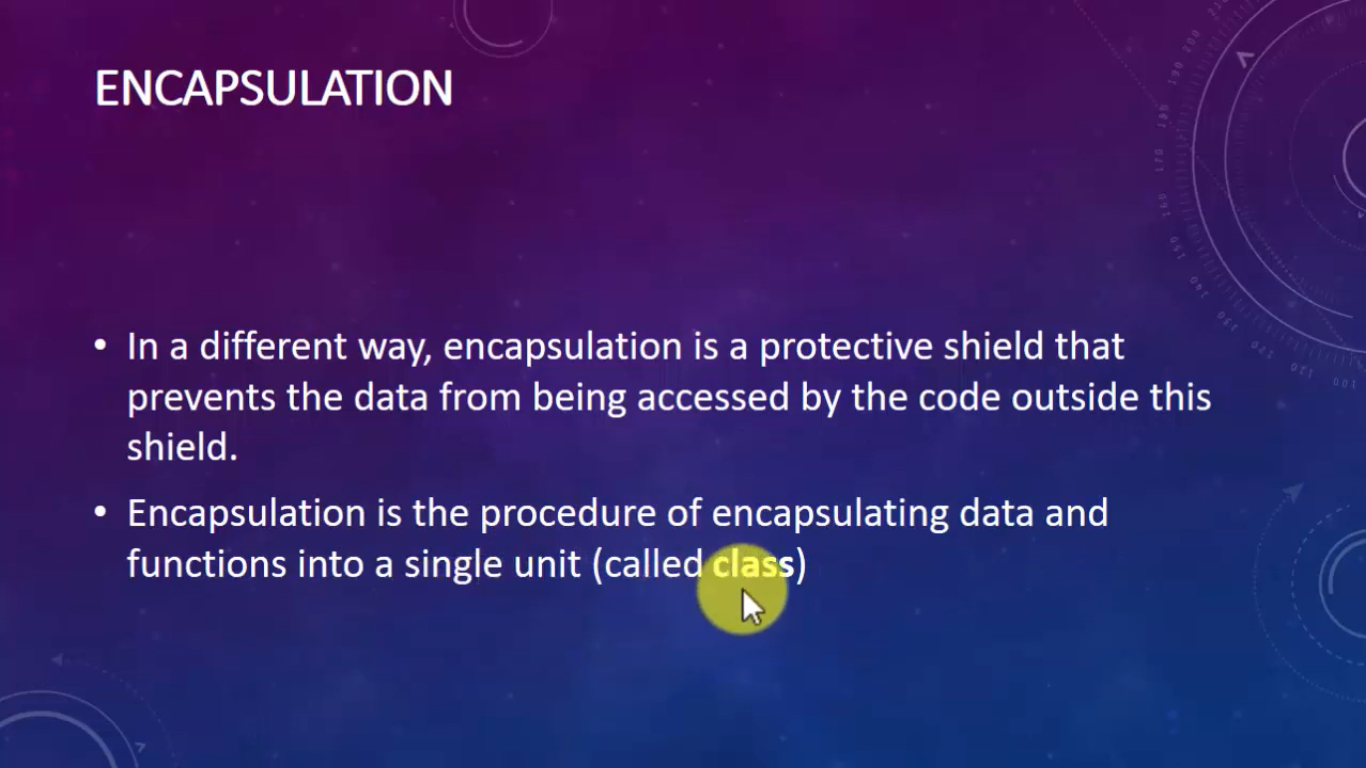 ENCAPSULATION
• In a different way, encapsulation is a protective shield that
prevents the data from being accessed by the code outside this
shield.
• Encapsulation is the procedure of encapsulating data and
functions into a single unit (called class)